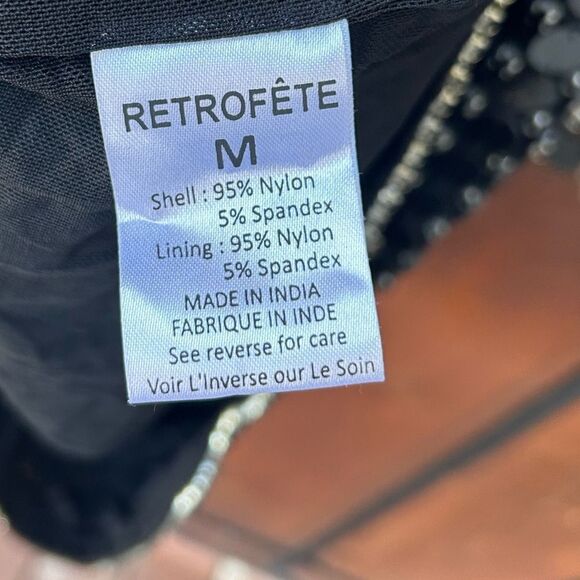 RETROFÊTE
M
Shell : 95% Nylon
5% Spandex
Lining : 95% Nylon
5% Spandex
MADE IN INDIA
FABRIQUE IN INDE
See reverse for care
Voir L'Inverse our Le Soin